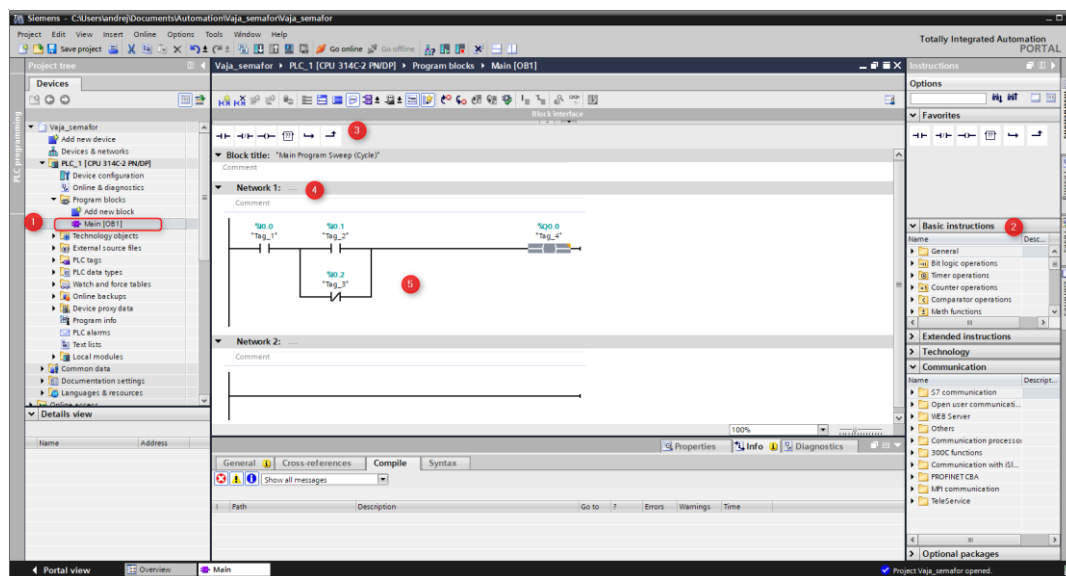 Siemens - C:\Users\andrej\Documents\Automation\Vaja_semafor\Vaja_semafor
Project Edit View Insert Online Options Tools Window Help
Save project Go online Go offline
Totally Integrated Automation
PORTAL
Project tree
Vaja_semafor PLC_1 [CPU 314C-2 PN/DP] Program blocks Main [OB1]
Instructions
Devices
Options
Block interface
Favorites
PLC programming
Vaja_semafor
Add new device
Devices & networks
PLC_1 [CPU 314C-2 PN/DP]
Device configuration
Online & diagnostics
Program blocks
Add new block
1
Main [OB1]
Technology objects
External source files
PLC tags
PLC data types
Watch and force tables
Online backups
Device proxy data
Program info
PLC alarms
Text lists
Local modules
Common data
Documentation settings
Languages & resources
Online access
Details view
Name Address
3
Block title: "Main Program Sweep (Cycle)"
Comment
Network 1: ..... 4
Comment
%I0.0 %I0.1 %Q0.0
"Tag_1" "Tag_2" "Tag_4"
%I0.2
"Tag_3"
5
Network 2: .....
Comment
100%
Properties Info Diagnostics
General Cross-references Compile Syntax
Show all messages
! Path Description Go to ? Errors Warnings Time
Basic instructions 2
Name Desc...
General
Bit logic operations
Timer operations
Counter operations
Comparator operations
Math functions
Extended instructions
Technology
Communication
Name Descript...
S7 communication
Open user communicati...
WEB Server
Others
Communication processor
300C functions
Communication with iSl...
PROFINET CBA
MPI communication
TeleService
Optional packages
Portal view Overview Main
Project Vaja_semafor opened.